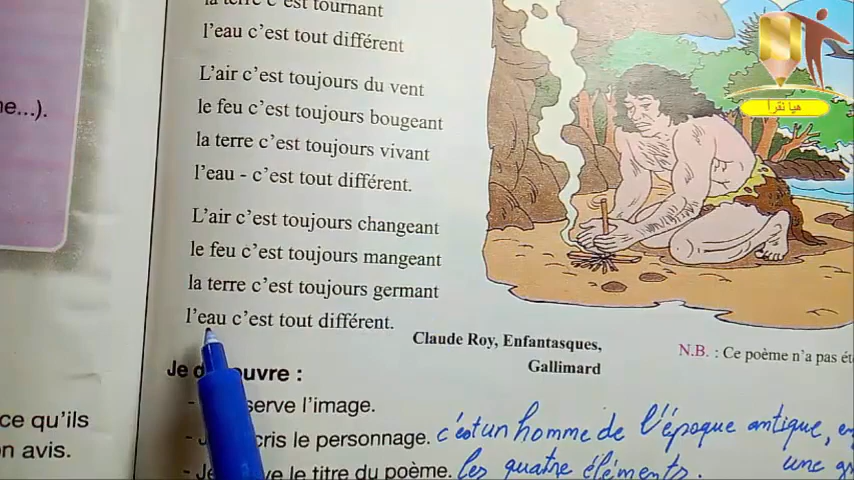 la terre c'est tournant
l'eau c'est tout différent
L'air c'est toujours du vent
le feu c'est toujours bougeant
la terre c'est toujours vivant
l'eau - c'est tout différent.
L'air c'est toujours changeant
le feu c'est toujours mangeant
la terre c'est toujours germant
l'eau c'est tout différent.
Claude Roy, Enfantasques,
Gallimard
N.B. : Ce poème n'a pas
Je uvre :
serve l'image.
cris le personnage. c'est un homme de l'époque antique,
le titre du poème. les quatre éléments. une
ce qu'ils
avis.
هيا نقرأ